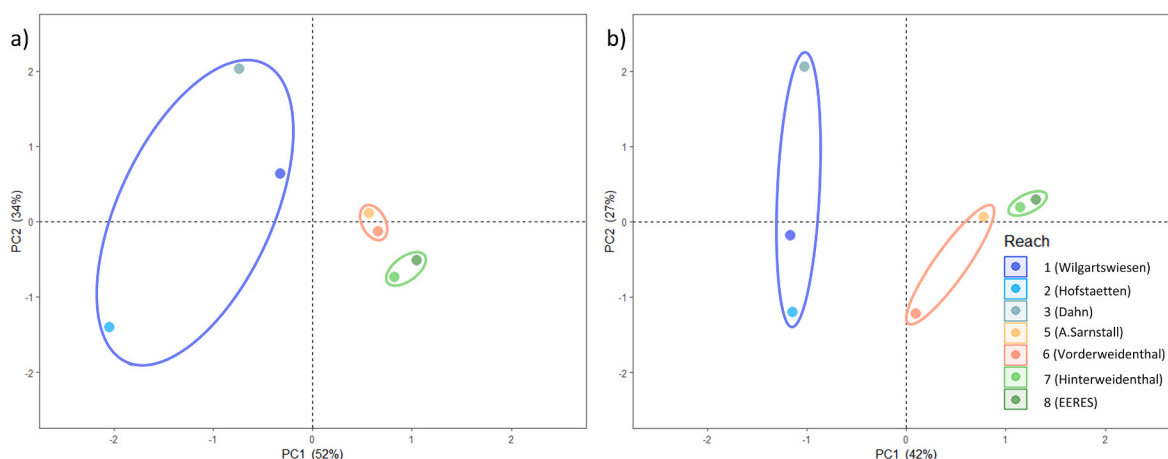 a)
2
1
0
-1
-2
PC2 (34%)
-2
-1
0
1
2
PC1 (52%)
b)
2
1
0
-1
-2
PC2 (27%)
-2
-1
0
1
2
PC1 (42%)
Reach
1 (Wilgartswiesen)
2 (Hofstaetten)
3 (Dahn)
5 (A.Sarnstall)
6 (Vorderweidenthal)
7 (Hinterweidenthal)
8 (EERES)